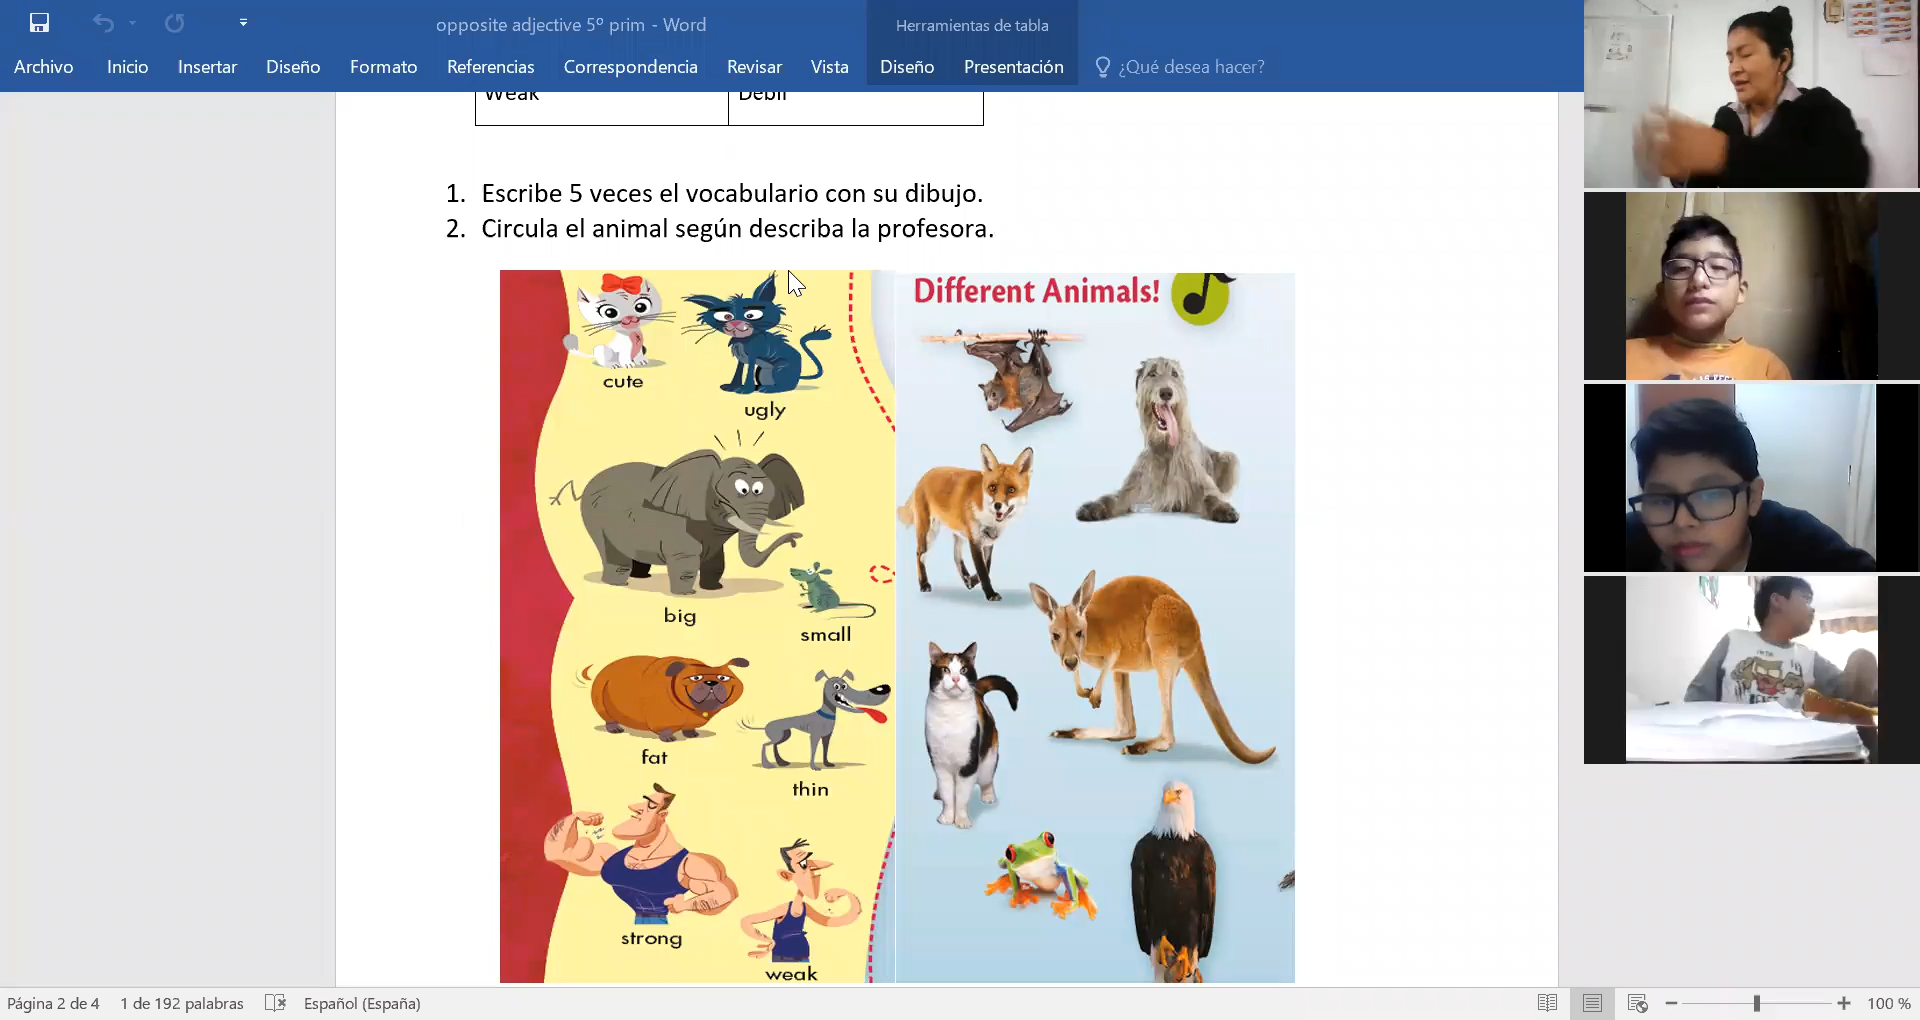 opposite adjective 5º prim - Word
Herramientas de tabla
Archivo Inicio Insertar Diseño Formato Referencias Correspondencia Revisar Vista Diseño Presentación ¿Qué desea hacer?
Weak Débil
1. Escribe 5 veces el vocabulario con su dibujo.
2. Circula el animal según describa la profesora.
Different Animals!
cute
ugly
big
small
fat
thin
strong
weak
Página 2 de 4 1 de 192 palabras Español (España) 100 %